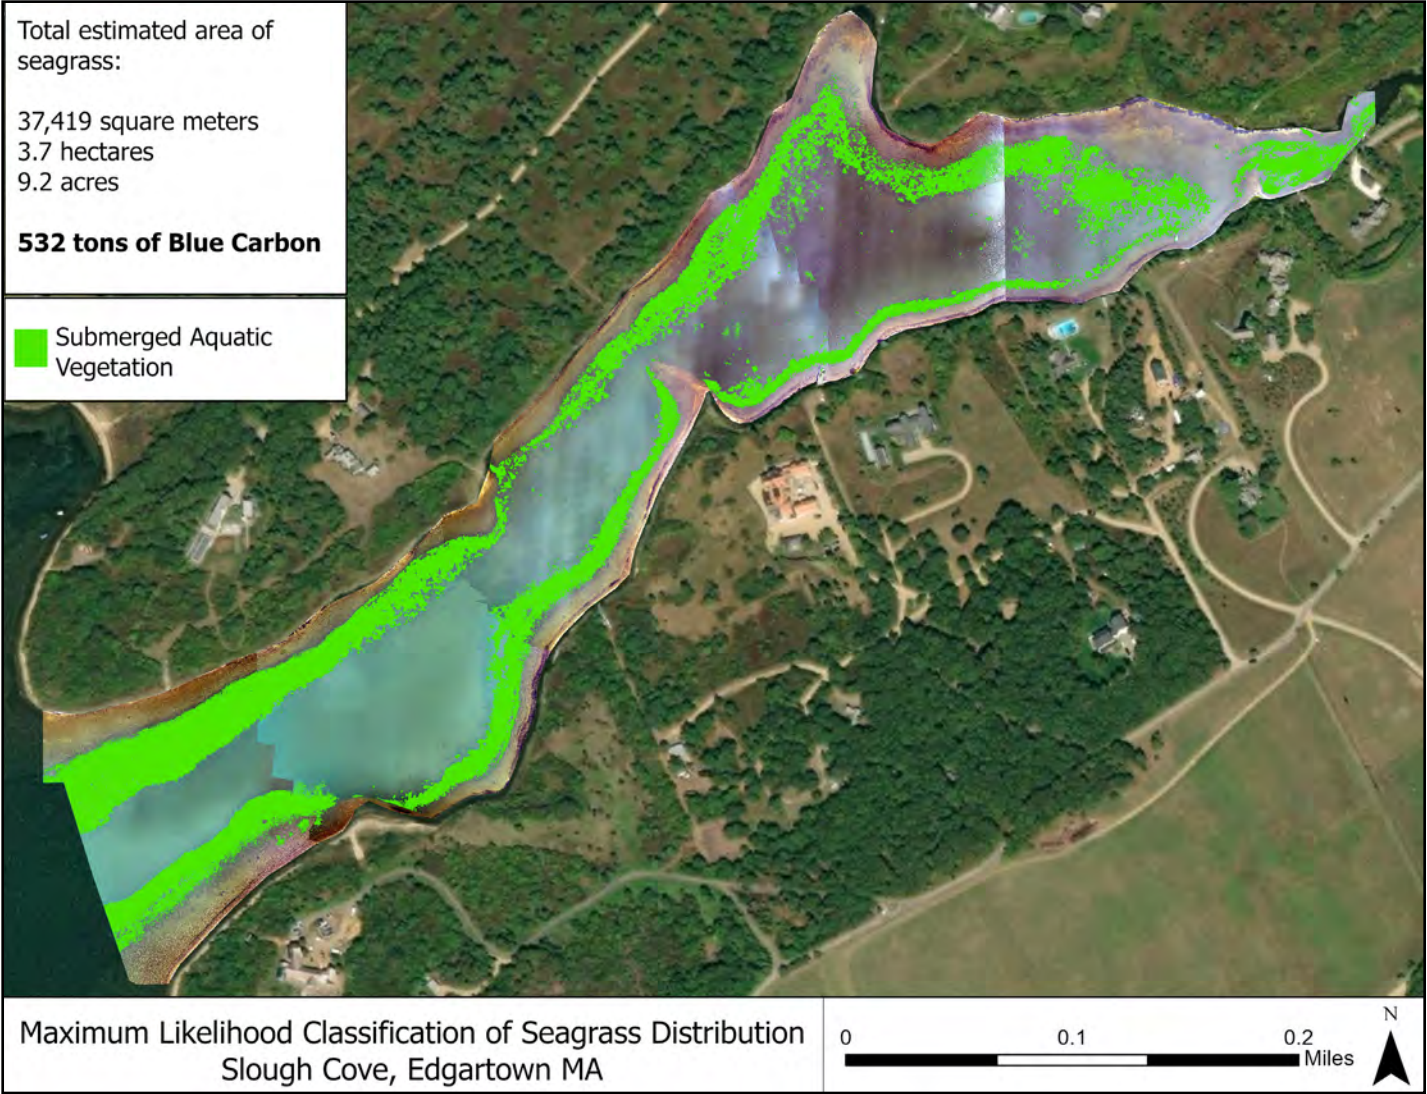 Total estimated area of
seagrass:
37,419 square meters
3.7 hectares
9.2 acres
532 tons of Blue Carbon
Submerged Aquatic
Vegetation
Maximum Likelihood Classification of Seagrass Distribution
Slough Cove, Edgartown MA
0 0.1 0.2
Miles
N